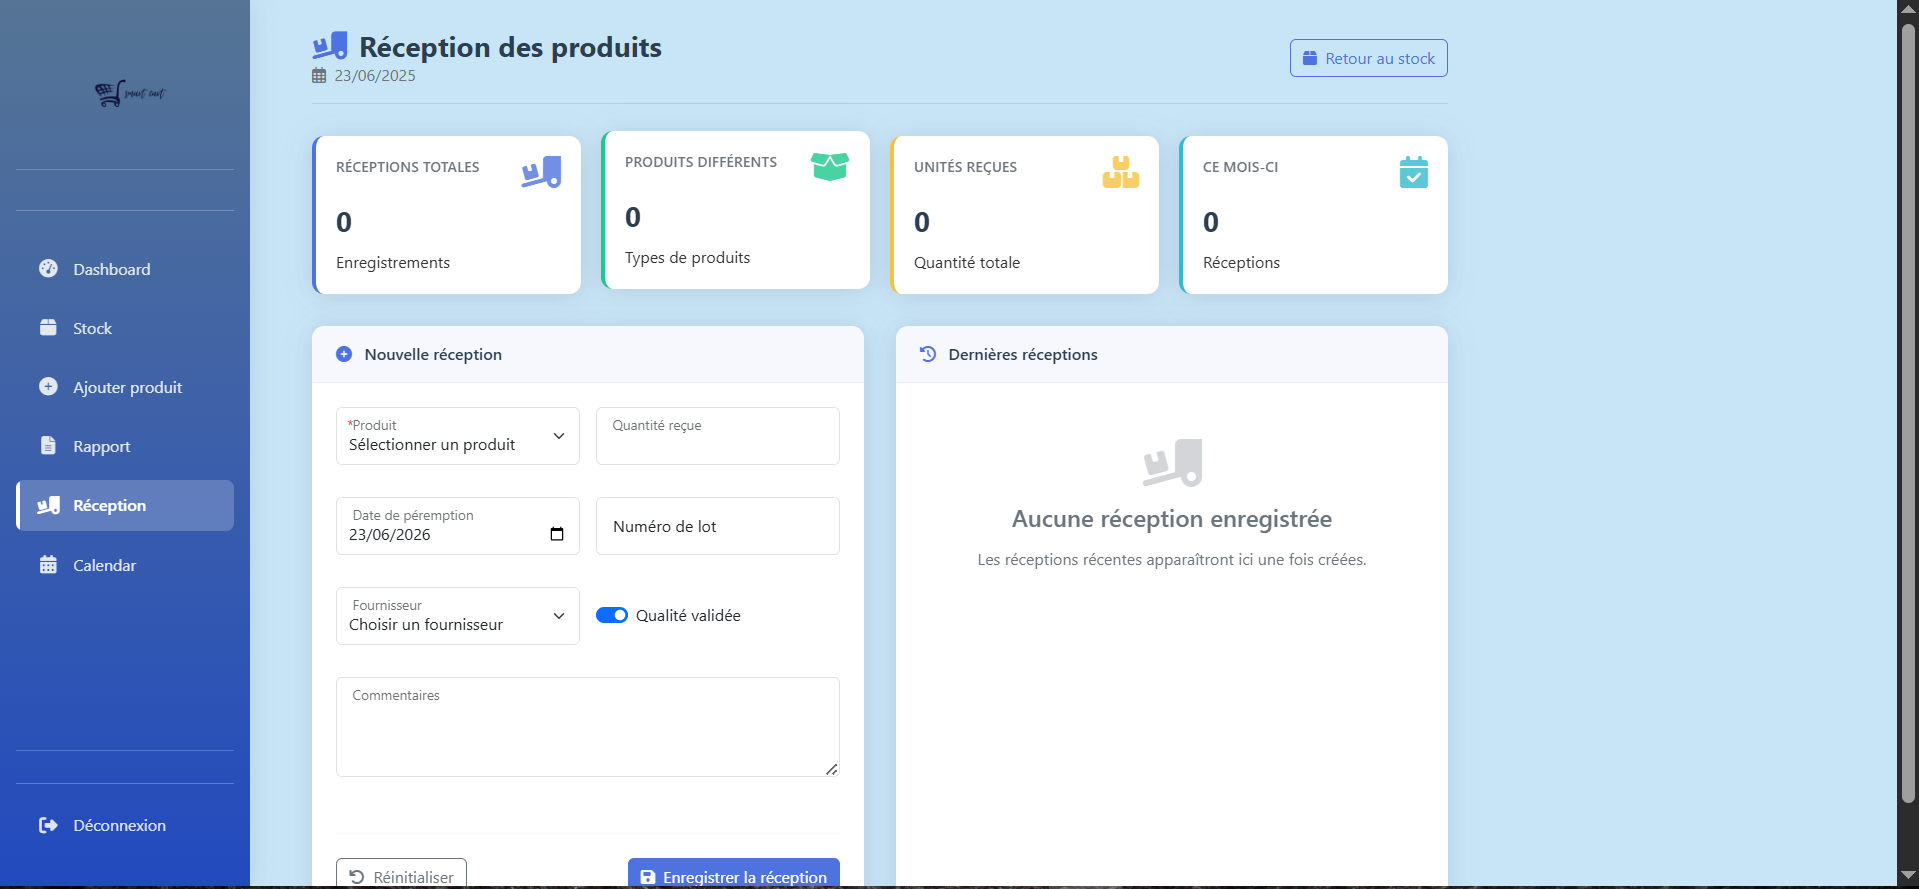 smart cart
Dashboard
Stock
Ajouter produit
Rapport
Réception
Calendar
Déconnexion
Réception des produits
23/06/2025
Retour au stock
RÉCEPTIONS TOTALES
0
Enregistrements
PRODUITS DIFFÉRENTS
0
Types de produits
UNITÉS REÇUES
0
Quantité totale
CE MOIS-CI
0
Réceptions
Nouvelle réception
*Produit
Sélectionner un produit
Quantité reçue
Date de péremption
23/06/2026
Numéro de lot
Fournisseur
Choisir un fournisseur
Qualité validée
Commentaires
Réinitialiser
Enregistrer la réception
Dernières réceptions
Aucune réception enregistrée
Les réceptions récentes apparaîtront ici une fois créées.